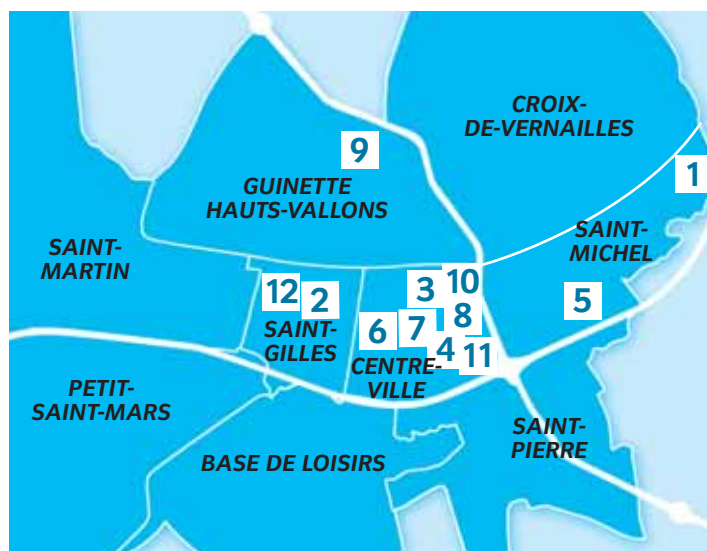 CROIX-
DE-VERNAILLES
9
1
GUINETTE
HAUTS-VALLONS
SAINT-
MICHEL
SAINT-
MARTIN
12
2
3
10
5
8
6
7
SAINT-
GILLES
4
11
CENTRE-
VILLE
PETIT-
SAINT-MARS
SAINT-
PIERRE
BASE DE LOISIRS